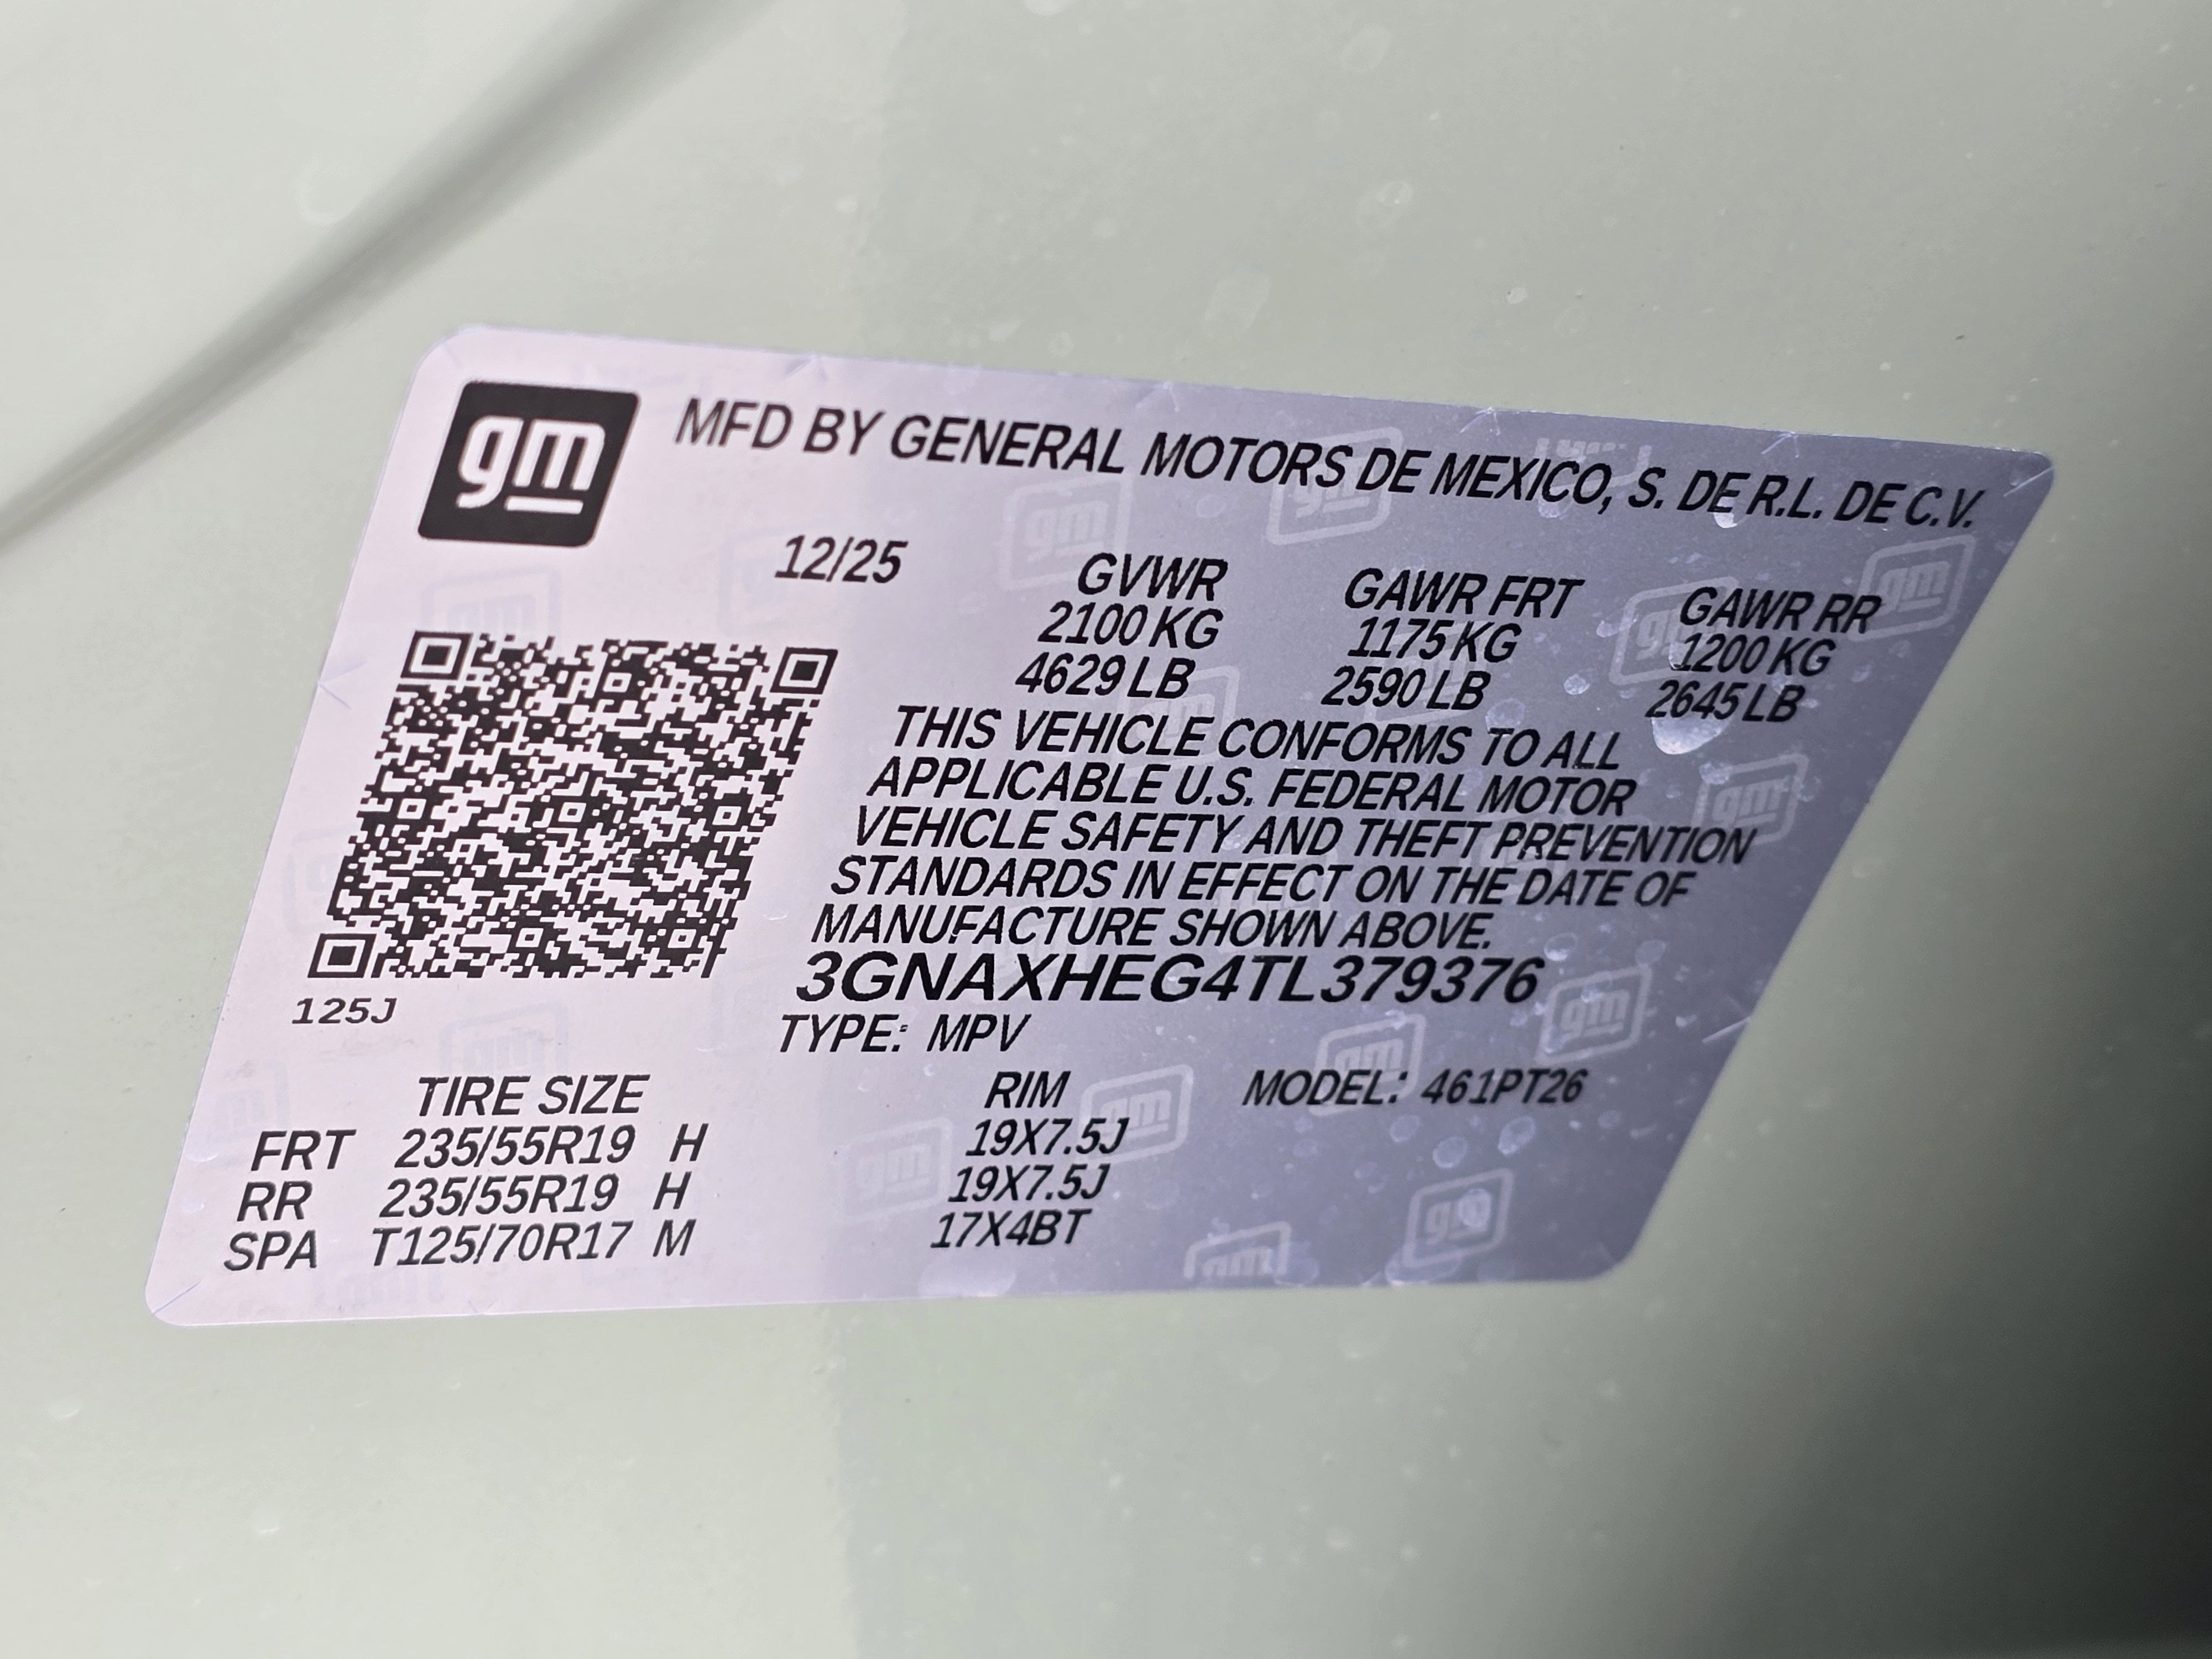 gm MFD BY GENERAL MOTORS DE MEXICO, S. DE R.L. DE C.V.
12/25
GVWR GAWR FRT GAWR RR
2100 KG 1175 KG 1200 KG
4629 LB 2590 LB 2645 LB
THIS VEHICLE CONFORMS TO ALL
APPLICABLE U.S. FEDERAL MOTOR
VEHICLE SAFETY AND THEFT PREVENTION
STANDARDS IN EFFECT ON THE DATE OF
MANUFACTURE SHOWN ABOVE.
3GNAXHEG4TL379376
125J
TYPE: MPV
TIRE SIZE RIM MODEL: 461PT26
FRT 235/55R19 H 19X7.5J
RR 235/55R19 H 19X7.5J
SPA T125/70R17 M 17X4BT